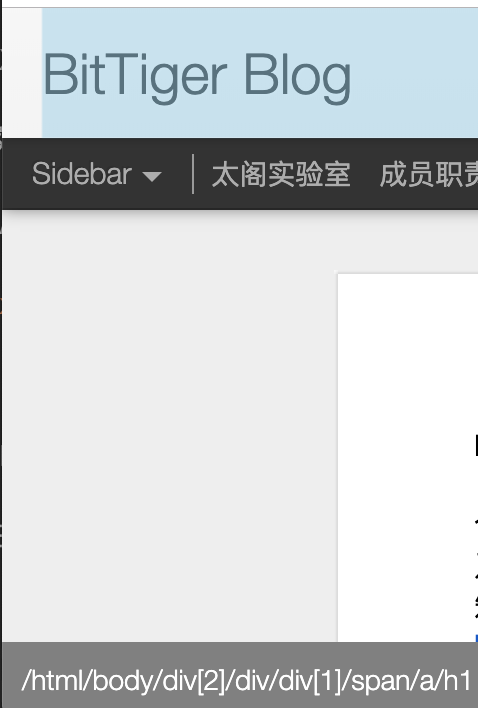 BitTiger Blog
Sidebar 太阁实验室 成员职责
/html/body/div[2]/div/div[1]/span/a/h1